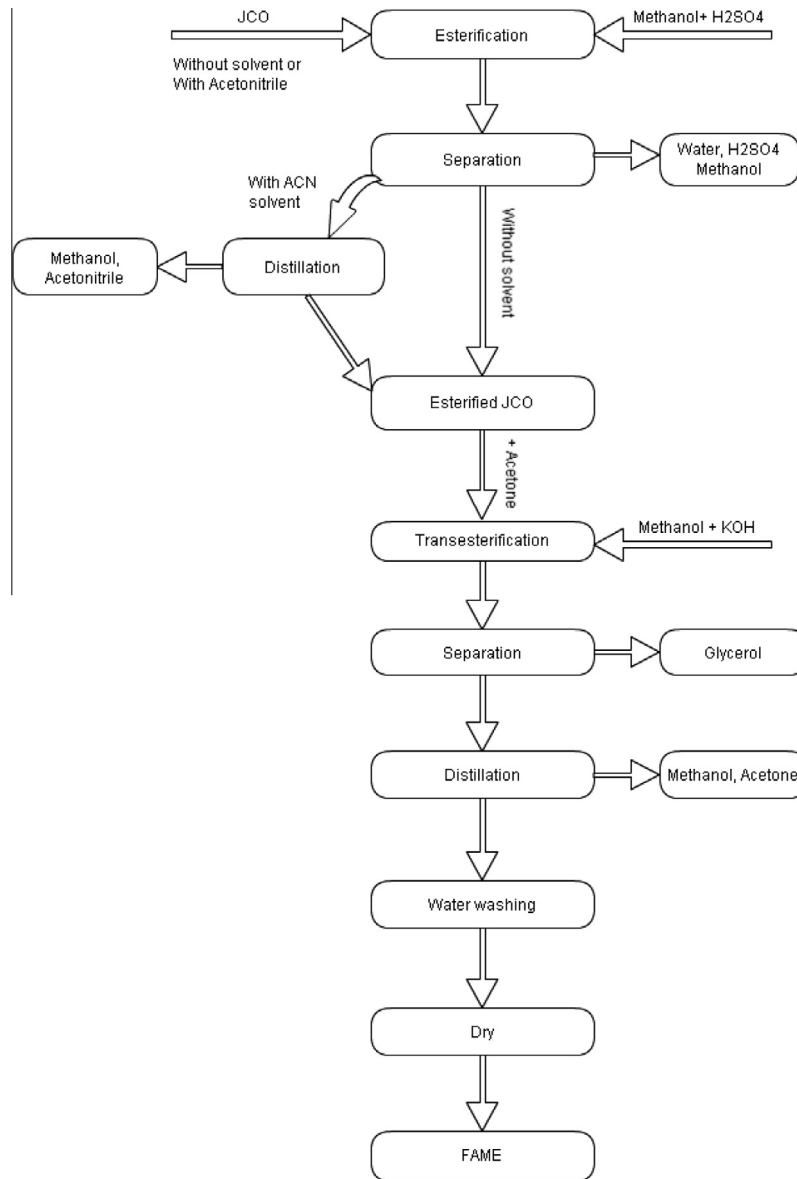 JCO
Esterification
Methanol+ H2SO4
Without solvent or
With Acetonitrile
Separation
Water, H2SO4
Methanol
With ACN
solvent
Without solvent
Methanol,
Acetonitrile
Distillation
Esterified JCO
+ Acetone
Transesterification
Methanol + KOH
Separation
Glycerol
Distillation
Methanol, Acetone
Water washing
Dry
FAME